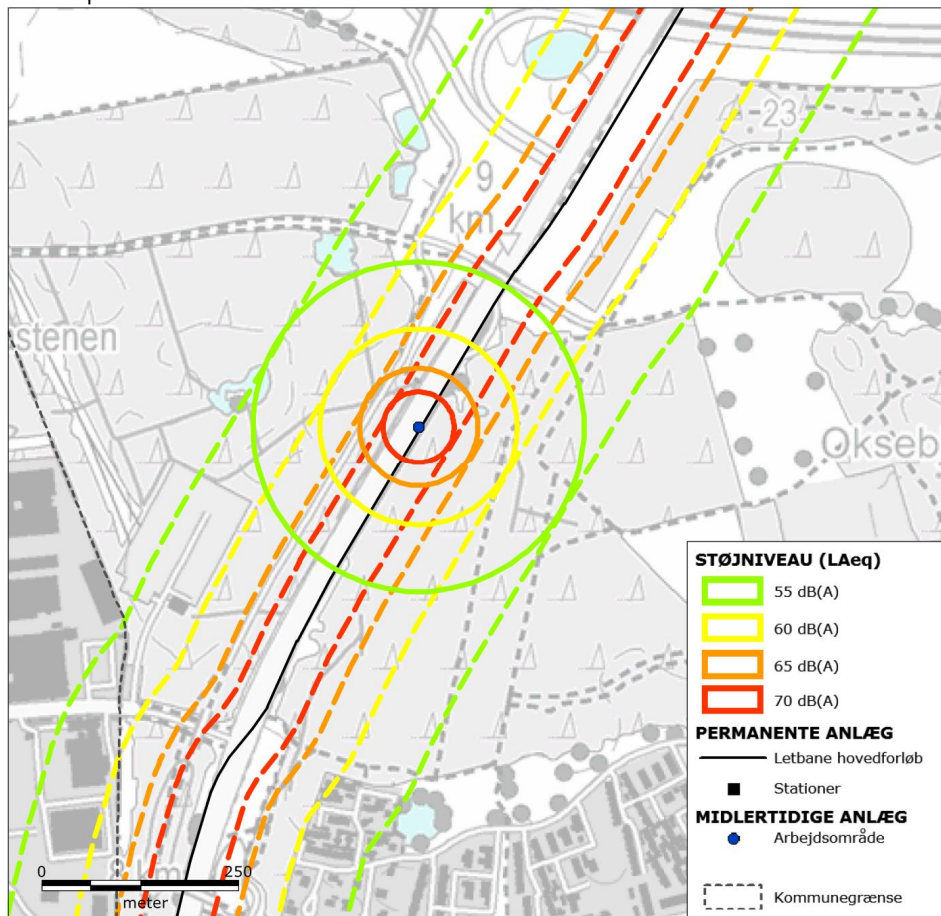 . 23
9
km
stenen
Okseb
STØJNIVEAU (LAeq)
55 dB(A)
60 dB(A)
65 dB(A)
70 dB(A)
PERMANENTE ANLÆG
Letbane hovedforløb
Stationer
MIDLERTIDIGE ANLÆG
Arbejdsområde
Kommunegrænse
0 250
meter